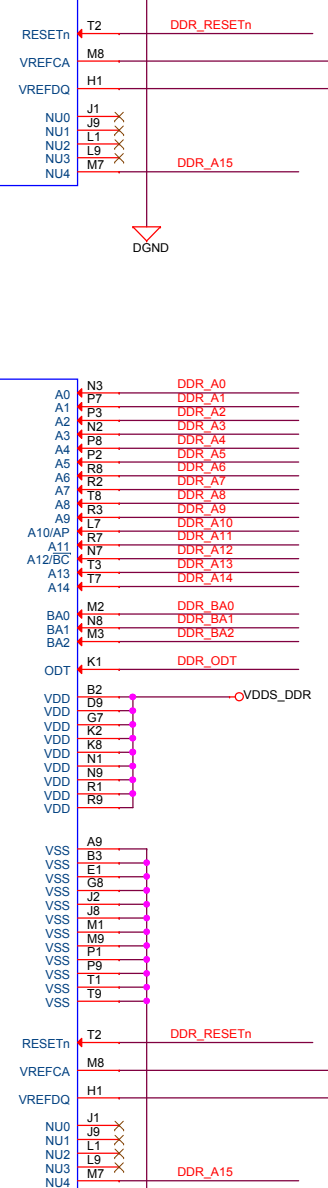 RESETn T2 DDR_RESETn
VREFCA M8
VREFDQ H1
NU0 J1
NU1 J9
NU2 L1
NU3 L9
NU4 M7 DDR_A15
DGND
A0 N3 DDR_A0
A1 P7 DDR_A1
A2 P3 DDR_A2
A3 N2 DDR_A3
A4 P8 DDR_A4
A5 P2 DDR_A5
A6 R8 DDR_A6
A7 R2 DDR_A7
A8 T8 DDR_A8
A9 R3 DDR_A9
A10/AP L7 DDR_A10
A11 R7 DDR_A11
A12/BC N7 DDR_A12
A13 T3 DDR_A13
A14 T7 DDR_A14
BA0 M2 DDR_BA0
BA1 N8 DDR_BA1
BA2 M3 DDR_BA2
ODT K1 DDR_ODT
VDD B2 VDDS_DDR
VDD D9
VDD G7
VDD K2
VDD K8
VDD N1
VDD N9
VDD R1
VDD R9
VSS A9
VSS B3
VSS E1
VSS G8
VSS J2
VSS J8
VSS M1
VSS M9
VSS P1
VSS P9
VSS T1
VSS T9
RESETn T2 DDR_RESETn
VREFCA M8
VREFDQ H1
NU0 J1
NU1 J9
NU2 L1
NU3 L9
NU4 M7 DDR_A15